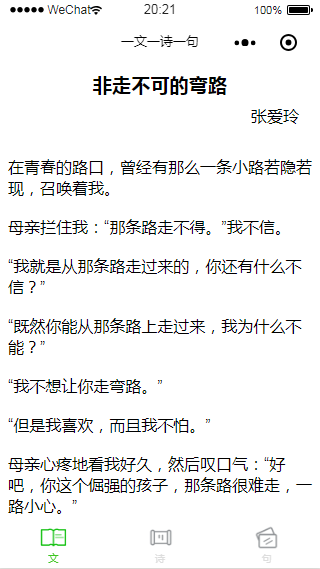 WeChat 20:21 100%
一文一诗一句
非走不可的弯路
张爱玲
在青春的路口，曾经有那么一条小路若隐若
现，召唤着我。
母亲拦住我：“那条路走不得。”我不信。
“我就是从那条路走过来的，你还有什么不
信？”
“既然你能从那条路上走过来，我为什么不
能？”
“我不想让你走弯路。”
“但是我喜欢，而且我不怕。”
母亲心疼地看我好久，然后叹口气：“好
吧，你这个倔强的孩子，那条路很难走，一
路小心。”
文 诗 句